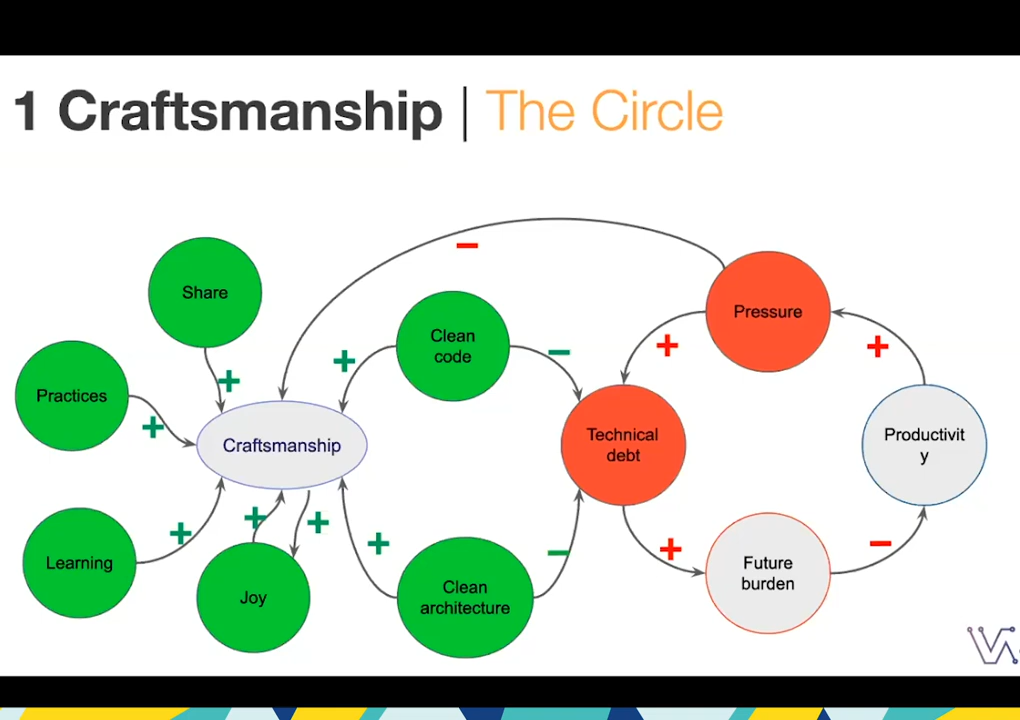 1 Craftsmanship | The Circle
Share
Practices
Learning
Joy
Craftsmanship
Clean
code
Clean
architecture
Technical
debt
Pressure
Future
burden
Productivit
y
−
+
+
+
+
+
+
+
−
−
+
+
+
−